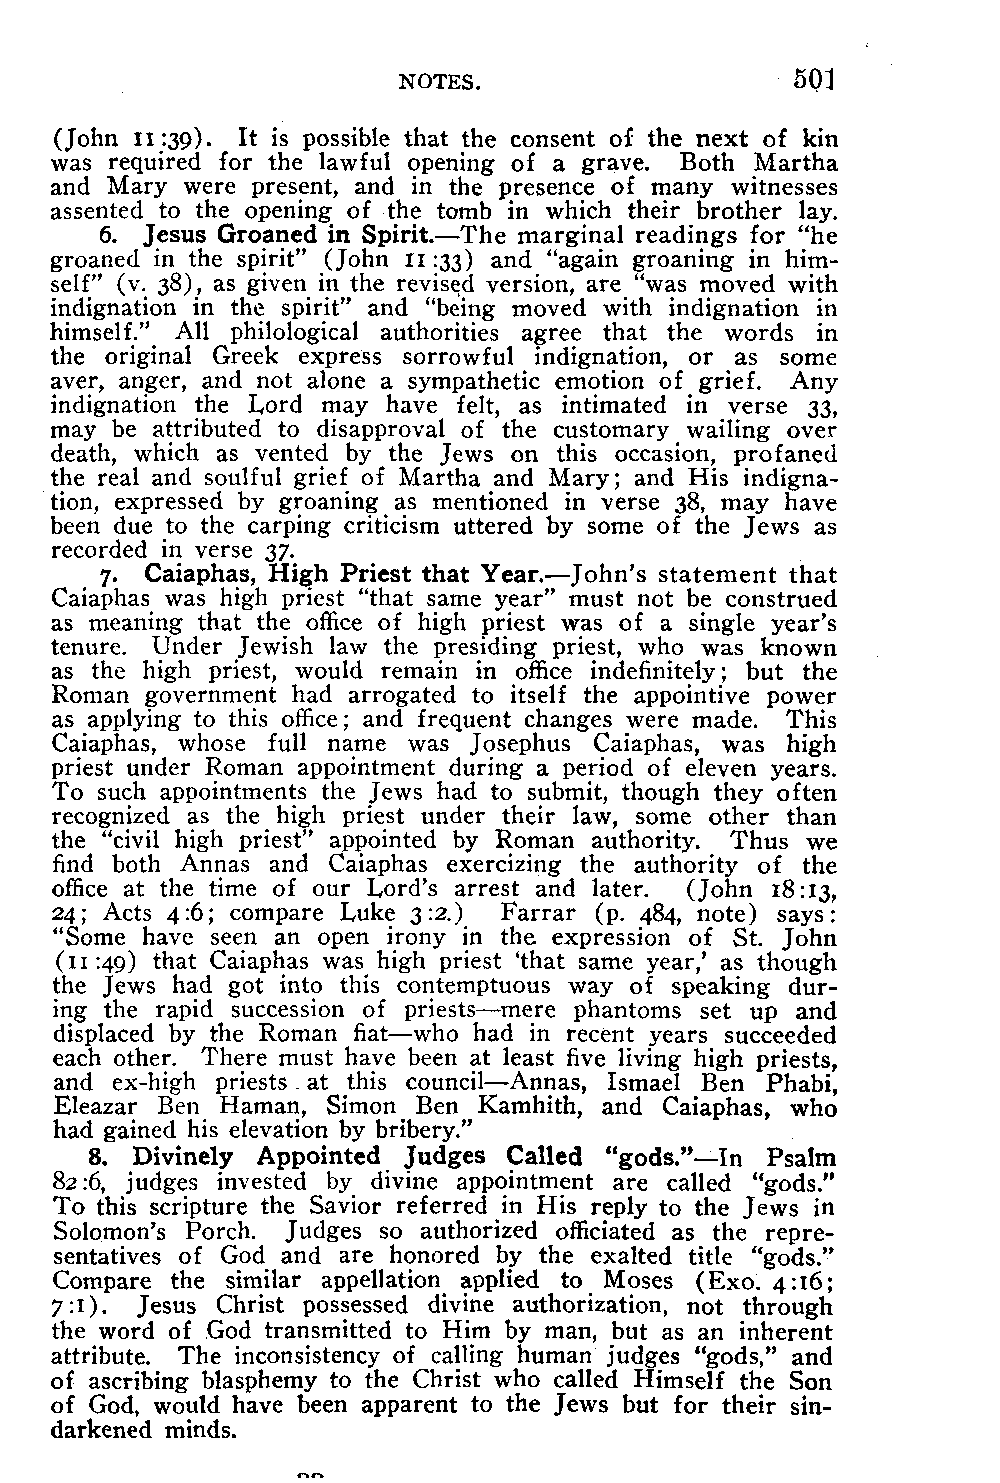 NOTES. 501
(John 11:39). It is possible that the consent of the next of kin
was required for the lawful opening of a grave. Both Martha
and Mary were present, and in the presence of many witnesses
assented to the opening of the tomb in which their brother lay.
6. Jesus Groaned in Spirit.—The marginal readings for “he
groaned in the spirit” (John 11:33) and “again groaning in him-
self” (v. 38), as given in the revised version, are “was moved with
indignation in the spirit” and “being moved with indignation in
himself.” All philological authorities agree that the words in
the original Greek express sorrowful indignation, or as some
aver, anger, and not alone a sympathetic emotion of grief. Any
indignation the Lord may have felt, as intimated in verse 33,
may be attributed to disapproval of the customary wailing over
death, which as vented by the Jews on this occasion, profaned
the real and soulful grief of Martha and Mary; and His indigna-
tion, expressed by groaning as mentioned in verse 38, may have
been due to the carping criticism uttered by some of the Jews as
recorded in verse 37.
7. Caiaphas, High Priest that Year.—John’s statement that
Caiaphas was high priest “that same year” must not be construed
as meaning that the office of high priest was of a single year’s
tenure. Under Jewish law the presiding priest, who was known
as the high priest, would remain in office indefinitely; but the
Roman government had arrogated to itself the appointive power
as applying to this office; and frequent changes were made. This
Caiaphas, whose full name was Josephus Caiaphas, was high
priest under Roman appointment during a period of eleven years.
To such appointments the Jews had to submit, though they often
recognized as the high priest under their law, some other than
the “civil high priest” appointed by Roman authority. Thus we
find both Annas and Caiaphas exercizing the authority of the
office at the time of our Lord’s arrest and later. (John 18:13,
24; Acts 4:6; compare Luke 3:2.) Farrar (p. 484, note) says:
“Some have seen an open irony in the expression of St. John
(11:49) that Caiaphas was high priest ‘that same year,’ as though
the Jews had got into this contemptuous way of speaking dur-
ing the rapid succession of priests—mere phantoms set up and
displaced by the Roman fiat—who had in recent years succeeded
each other. There must have been at least five living high priests,
and ex-high priests at this council—Annas, Ismael Ben Phabi,
Eleazar Ben Haman, Simon Ben Kamhith, and Caiaphas, who
had gained his elevation by bribery.”
8. Divinely Appointed Judges Called “gods.”—In Psalm
82:6, judges invested by divine appointment are called “gods.”
To this scripture the Savior referred in His reply to the Jews in
Solomon’s Porch. Judges so authorized officiated as the repre-
sentatives of God and are honored by the exalted title “gods.”
Compare the similar appellation applied to Moses (Exo. 4:16;
7:1). Jesus Christ possessed divine authorization, not through
the word of God transmitted to Him by man, but as an inherent
attribute. The inconsistency of calling human judges “gods,” and
of ascribing blasphemy to the Christ who called Himself the Son
of God, would have been apparent to the Jews but for their sin-
darkened minds.